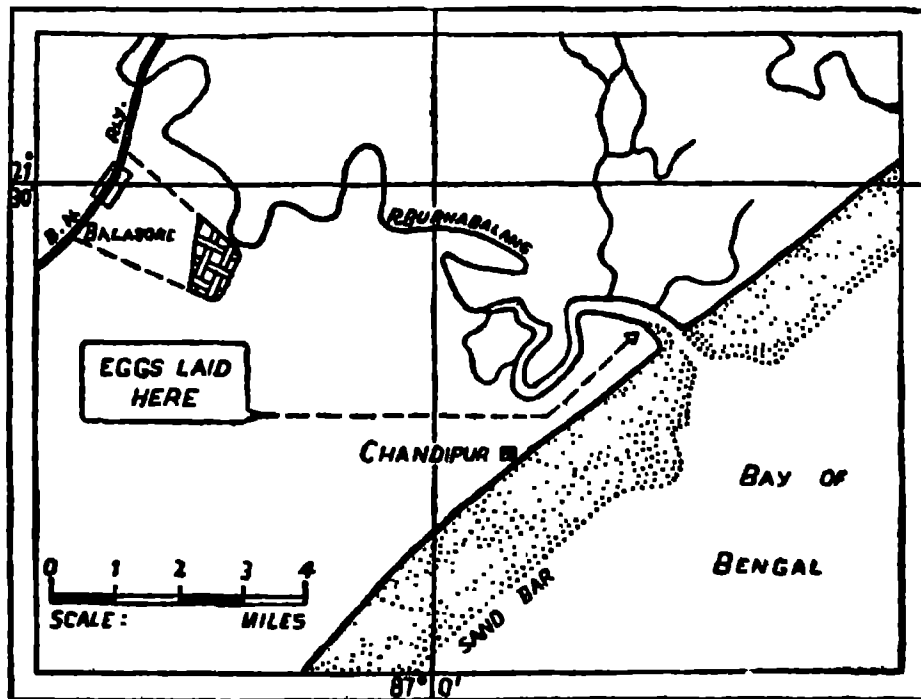 RLY.
21°
30'
B.N.
BALASORE
R.BURHABALANG
EGGS LAID
HERE
CHANDIPUR
BAY OF
BENGAL
SAND BAR
0 1 2 3 4
SCALE: MILES
87° 0'